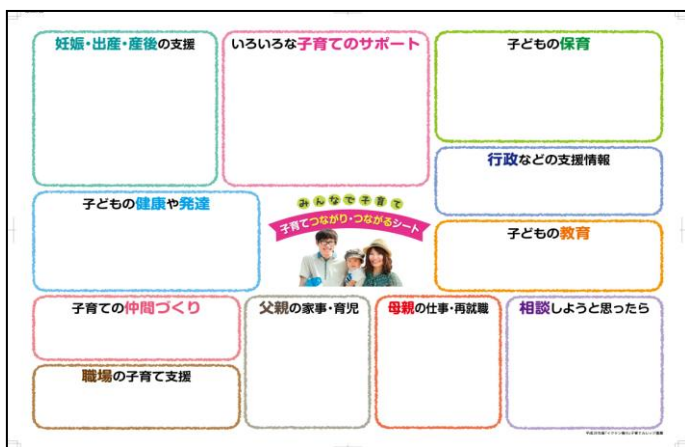 妊娠・出産・産後の支援
いろいろな子育てのサポート
子どもの保育
行政などの支援情報
子どもの健康や発達
みんなで子育て
子育てつながり・つながるシート
子どもの教育
子育ての仲間づくり
父親の家事・育児
母親の仕事・再就職
相談しようと思ったら
職場の子育て支援